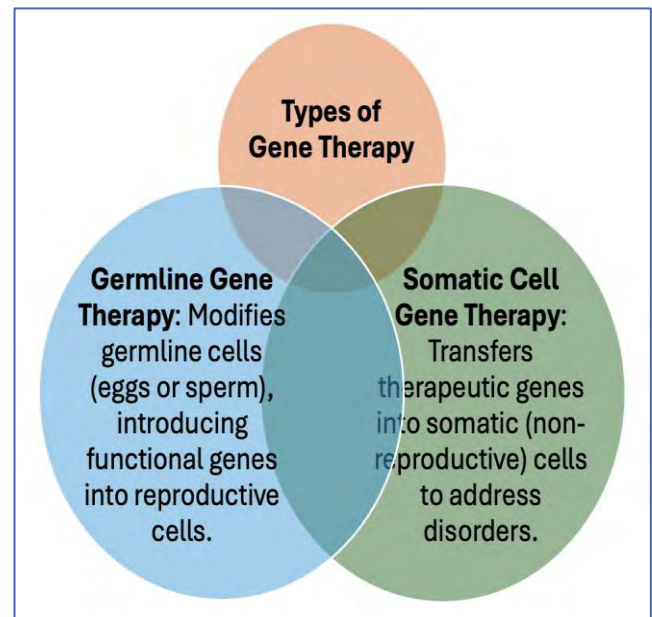 Types of
Gene Therapy
Germline Gene
Therapy: Modifies
germline cells
(eggs or sperm),
introducing
functional genes
into reproductive
cells.
Somatic Cell
Gene Therapy:
Transfers
therapeutic genes
into somatic (non-
reproductive) cells
to address
disorders.